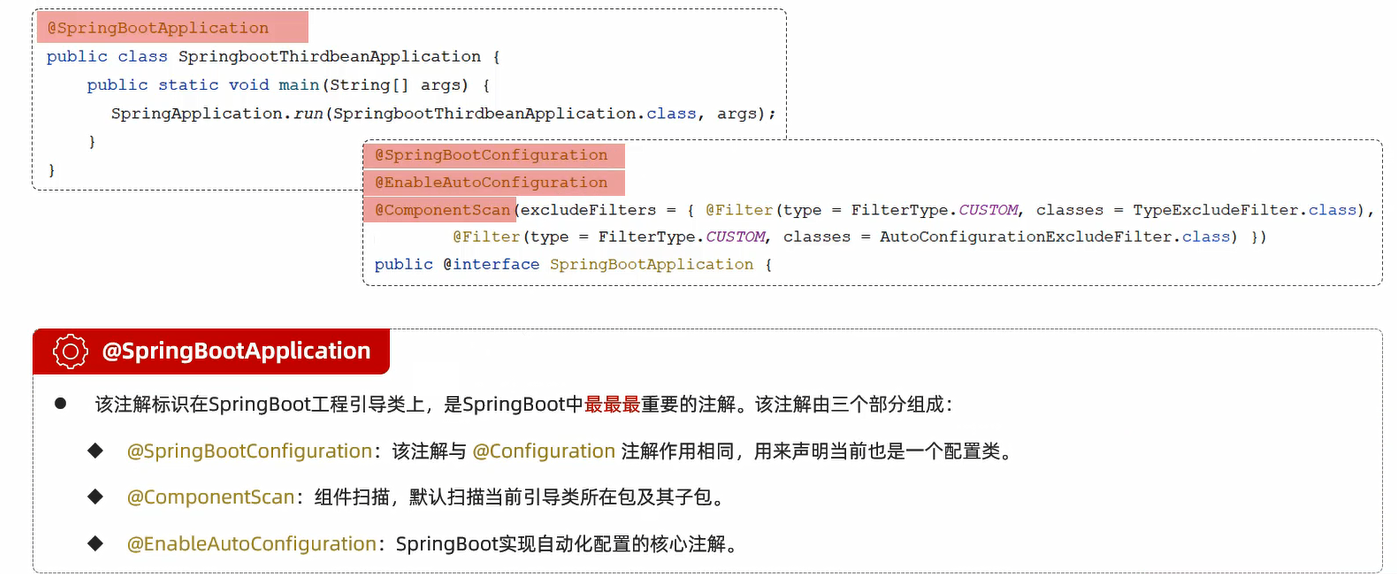 @SpringBootApplication
public class SpringbootThirdbeanApplication {
public static void main(String[] args) {
SpringApplication.run(SpringbootThirdbeanApplication.class, args);
}
}
@SpringBootConfiguration
@EnableAutoConfiguration
@ComponentScan(excludeFilters = { @Filter(type = FilterType.CUSTOM, classes = TypeExcludeFilter.class),
@Filter(type = FilterType.CUSTOM, classes = AutoConfigurationExcludeFilter.class) })
public @interface SpringBootApplication {
@SpringBootApplication
● 该注解标识在SpringBoot工程引导类上，是SpringBoot中最最最重要的注解。该注解由三个部分组成：
◆ @SpringBootConfiguration：该注解与 @Configuration 注解作用相同，用来声明当前也是一个配置类。
◆ @ComponentScan：组件扫描，默认扫描当前引导类所在包及其子包。
◆ @EnableAutoConfiguration：SpringBoot实现自动化配置的核心注解。